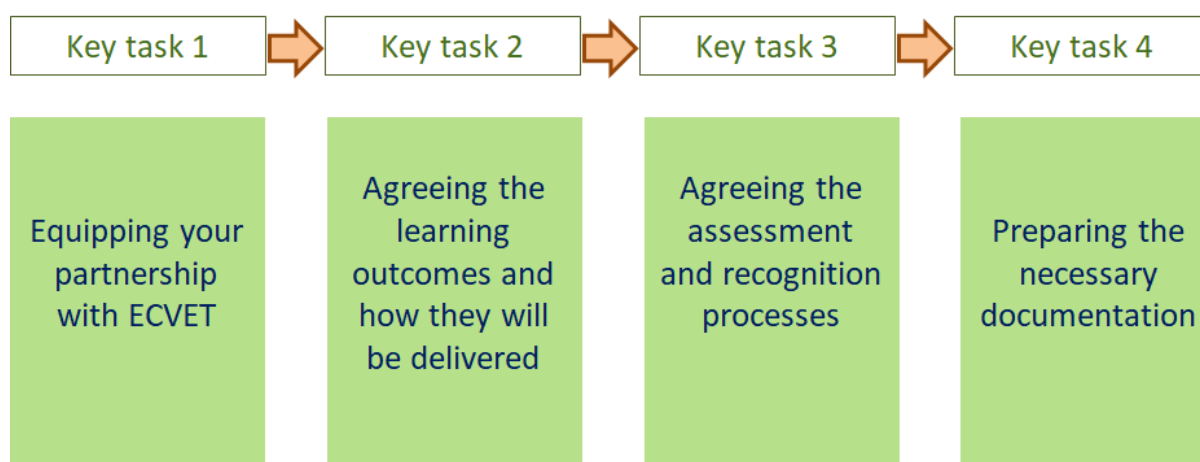 Key task 1
Key task 2
Key task 3
Key task 4
Equipping your
partnership
with ECVET
Agreeing the
learning
outcomes and
how they will
be delivered
Agreeing the
assessment
and recognition
processes
Preparing the
necessary
documentation